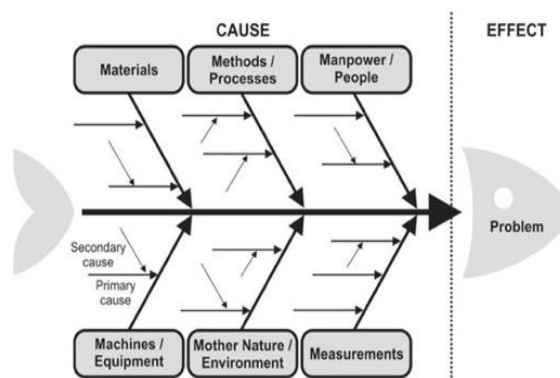 CAUSE
EFFECT
Materials
Methods /
Processes
Manpower /
People
Problem
Secondary
cause
Primary
cause
Machines /
Equipment
Mother Nature /
Environment
Measurements